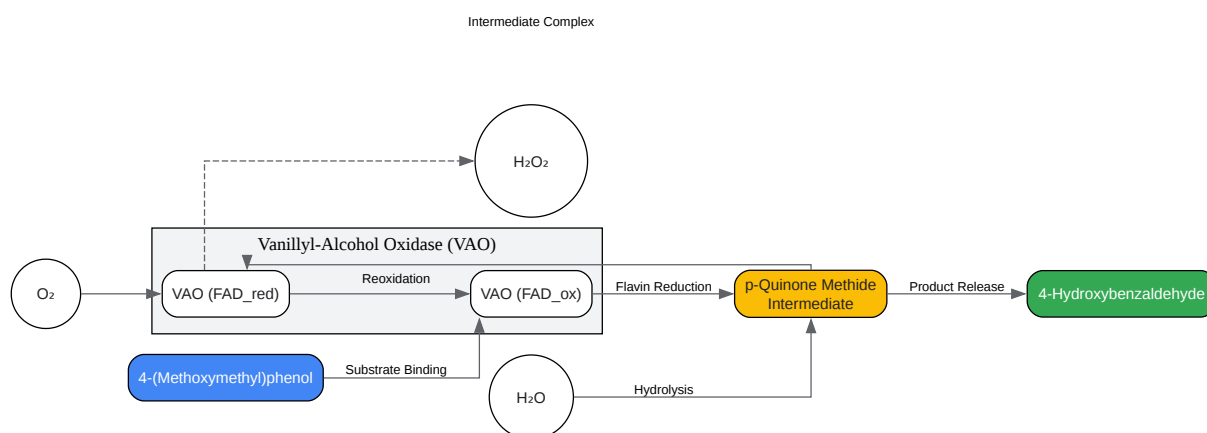 Intermediate Complex
H₂O₂
Vanillyl-Alcohol Oxidase (VAO)
O₂
VAO (FAD_red)
Reoxidation
VAO (FAD_ox)
Flavin Reduction
p-Quinone Methide
Intermediate
Product Release
4-Hydroxybenzaldehyde
4-(Methoxymethyl)phenol
Substrate Binding
H₂O
Hydrolysis